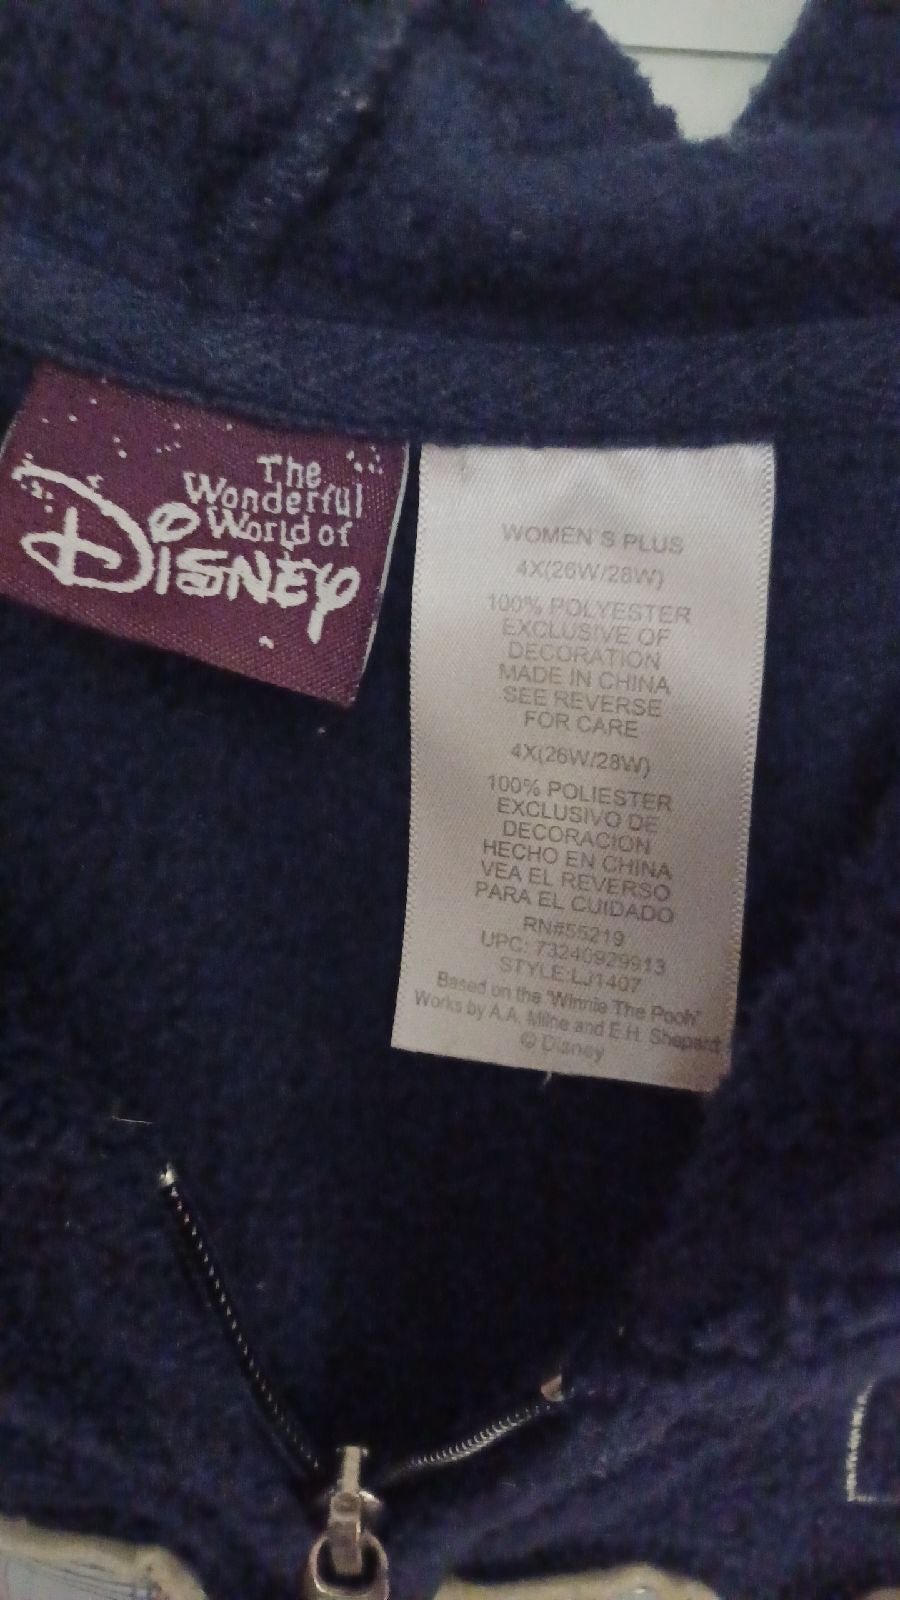 The
Wonderful
World of
Disney
WOMEN'S PLUS
4X(26W/28W)
100% POLYESTER
EXCLUSIVE OF
DECORATION
MADE IN CHINA
SEE REVERSE
FOR CARE
4X(26W/28W)
100% POLIESTER
EXCLUSIVO DE
DECORACION
HECHO EN CHINA
VEA EL REVERSO
PARA EL CUIDADO
RN#55219
UPC: 73240929913
STYLE:LJ1407
Based on the "Winnie The Pooh"
Works by A.A. Milne and E.H. Shepard
© Disney